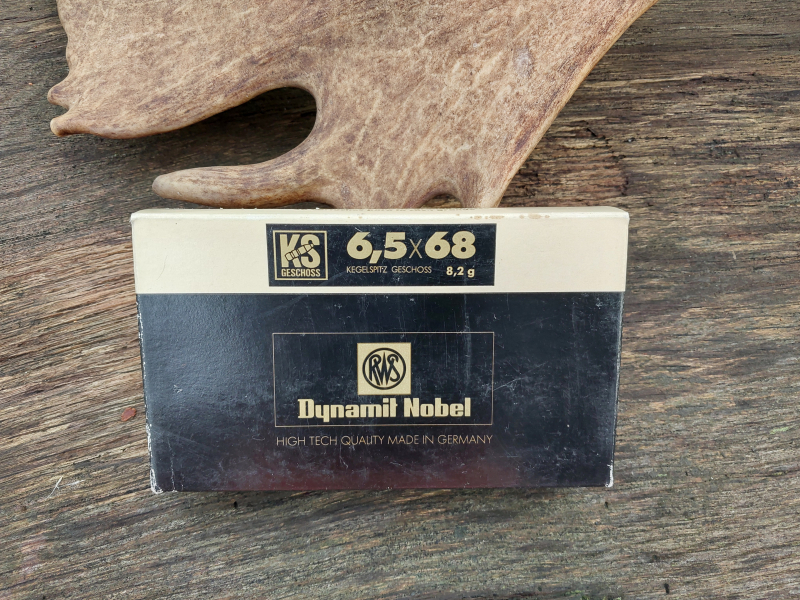 KS
GESCHOSS
6,5x68
KEGELSPITZ GESCHOSS 8,2 g
RWS
Dynamit Nobel
HIGH TECH QUALITY MADE IN GERMANY